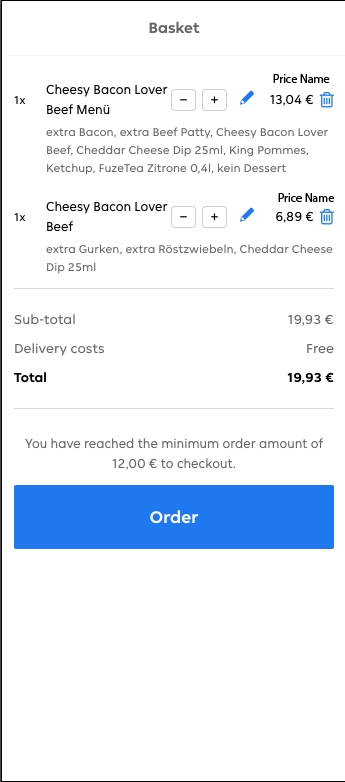 Basket
Price Name
1x Cheesy Bacon Lover Beef Menü − + 13,04 €
extra Bacon, extra Beef Patty, Cheesy Bacon Lover
Beef, Cheddar Cheese Dip 25ml, King Pommes,
Ketchup, FuzeTea Zitrone 0,4l, kein Dessert
Price Name
1x Cheesy Bacon Lover Beef − + 6,89 €
extra Gurken, extra Röstzwiebeln, Cheddar Cheese
Dip 25ml
Sub-total 19,93 €
Delivery costs Free
Total 19,93 €
You have reached the minimum order amount of
12,00 € to checkout.
Order